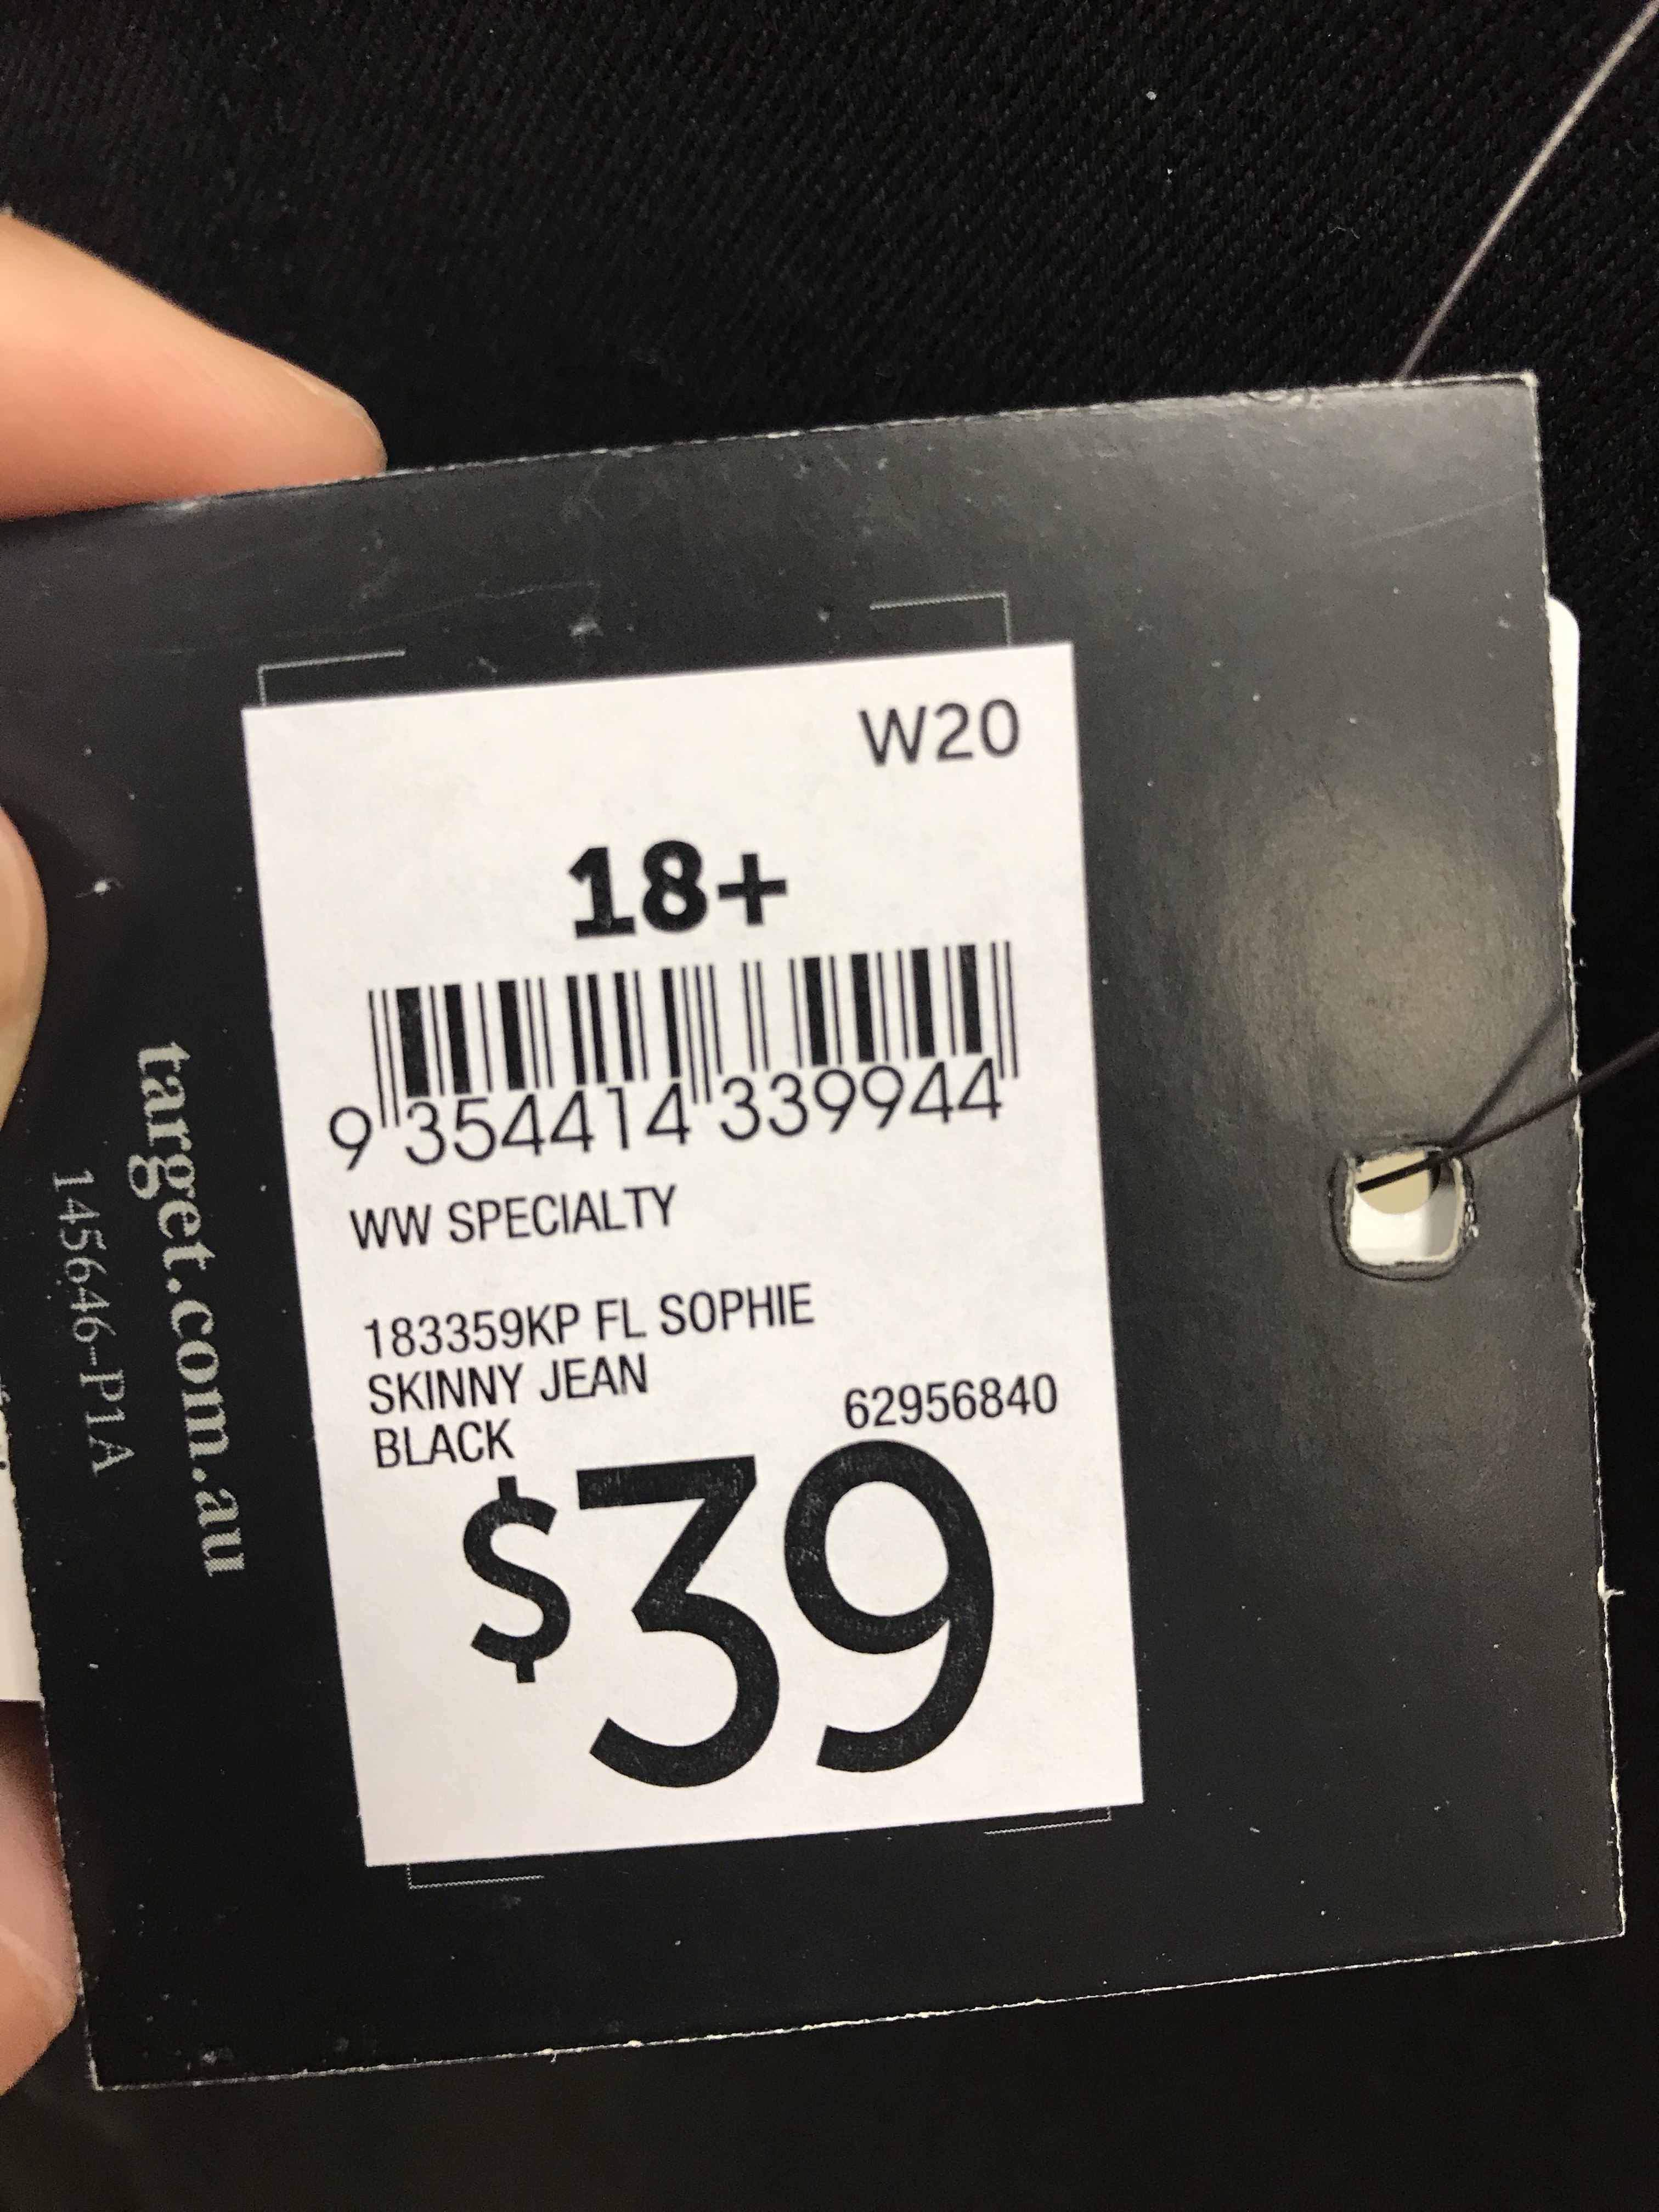 W20
18+
9 354414 339944
WW SPECIALTY
183359KP FL SOPHIE
SKINNY JEAN
BLACK
62956840
$39
target.com.au
145646-P1A